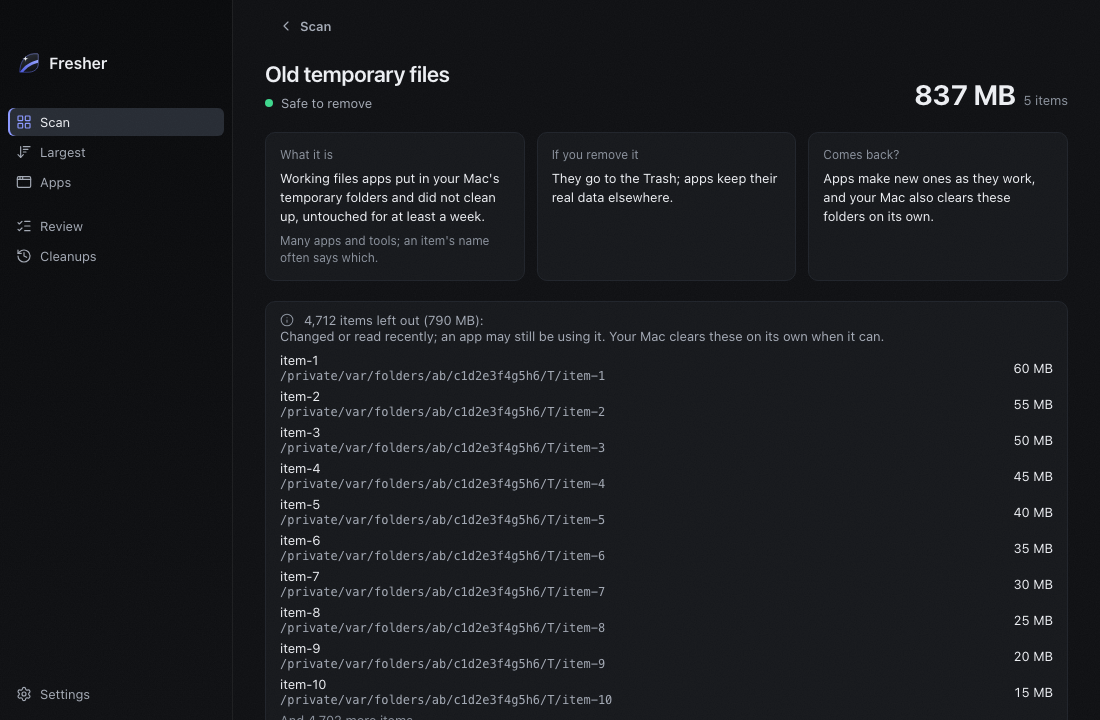 Scan
Fresher
Old temporary files
Safe to remove
837 MB 5 items
Scan
Largest
Apps
Review
Cleanups
Settings
What it is
Working files apps put in your Mac's
temporary folders and did not clean
up, untouched for at least a week.
Many apps and tools; an item's name
often says which.
If you remove it
They go to the Trash; apps keep their
real data elsewhere.
Comes back?
Apps make new ones as they work,
and your Mac also clears these
folders on its own.
4,712 items left out (790 MB):
Changed or read recently; an app may still be using it. Your Mac clears these on its own when it can.
item-1
/private/var/folders/ab/c1d2e3f4g5h6/T/item-1
60 MB
item-2
/private/var/folders/ab/c1d2e3f4g5h6/T/item-2
55 MB
item-3
/private/var/folders/ab/c1d2e3f4g5h6/T/item-3
50 MB
item-4
/private/var/folders/ab/c1d2e3f4g5h6/T/item-4
45 MB
item-5
/private/var/folders/ab/c1d2e3f4g5h6/T/item-5
40 MB
item-6
/private/var/folders/ab/c1d2e3f4g5h6/T/item-6
35 MB
item-7
/private/var/folders/ab/c1d2e3f4g5h6/T/item-7
30 MB
item-8
/private/var/folders/ab/c1d2e3f4g5h6/T/item-8
25 MB
item-9
/private/var/folders/ab/c1d2e3f4g5h6/T/item-9
20 MB
item-10
/private/var/folders/ab/c1d2e3f4g5h6/T/item-10
15 MB
And 4,702 more items